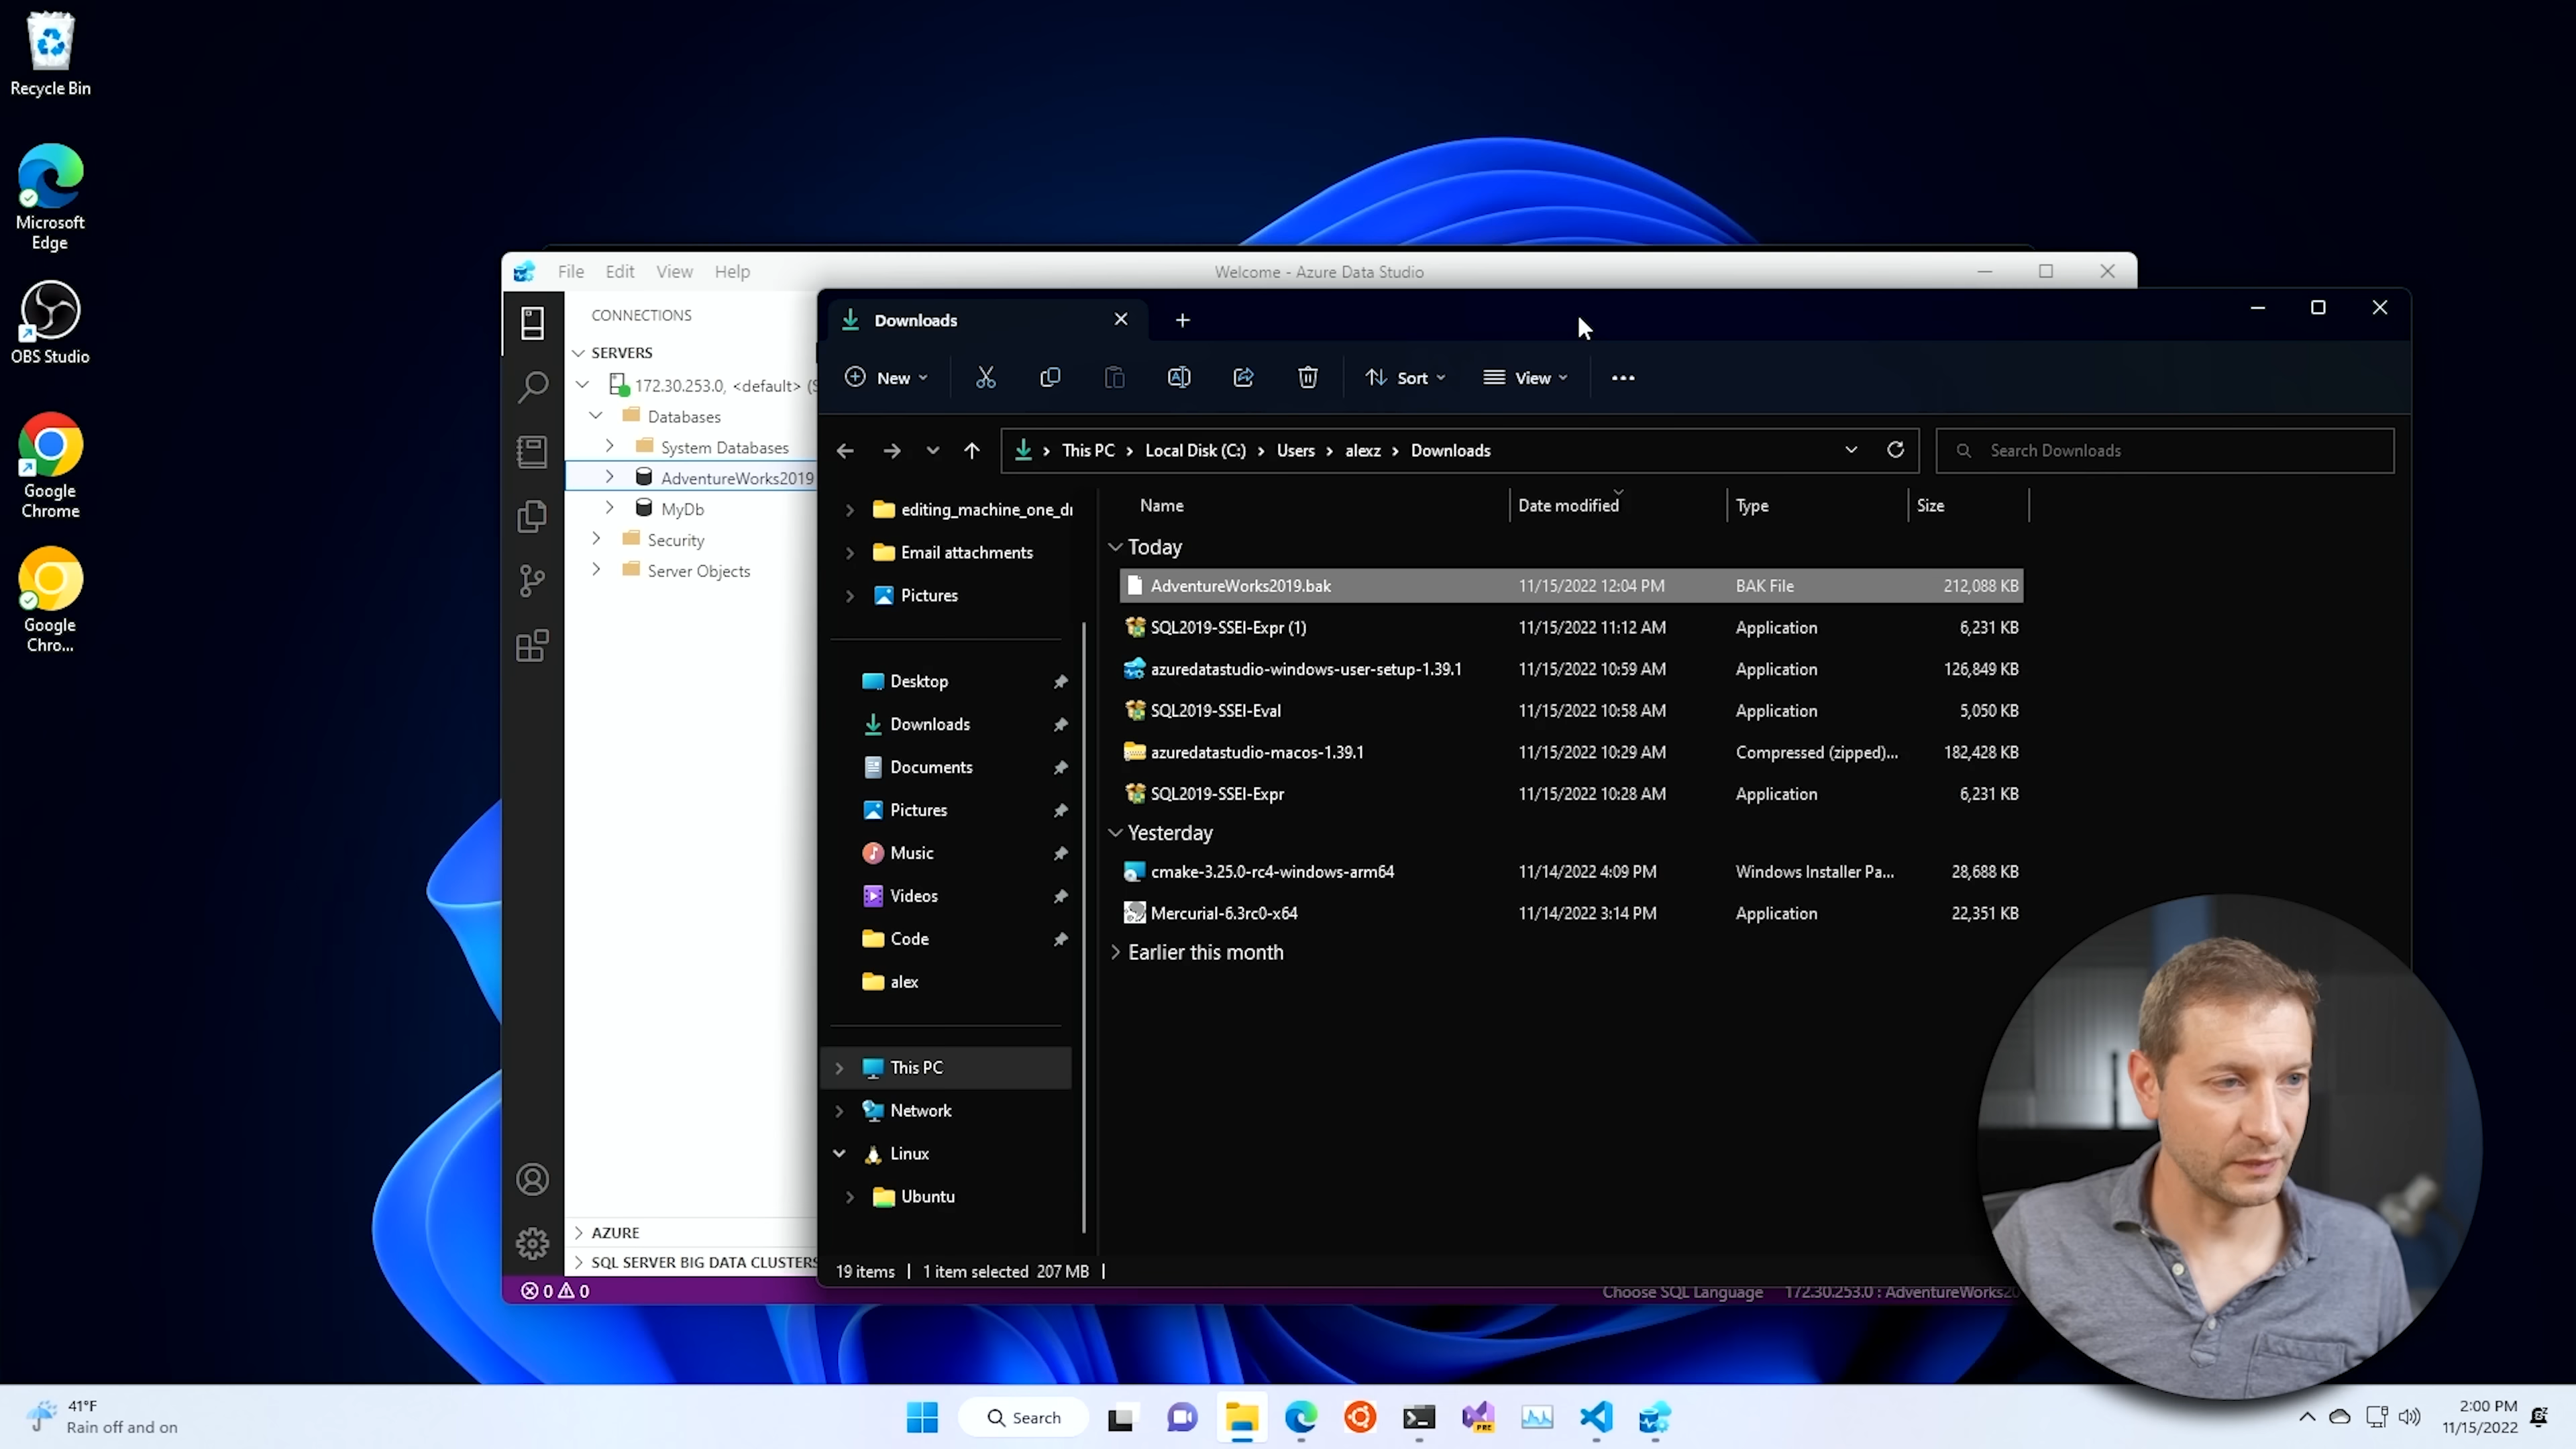 Recycle Bin
Microsoft
Edge
OBS Studio
Google
Chrome
Google
Chro...
File Edit View Help
Welcome - Azure Data Studio
CONNECTIONS
SERVERS
172.30.253.0, <default> (S
Databases
System Databases
AdventureWorks2019
MyDb
Security
Server Objects
AZURE
SQL SERVER BIG DATA CLUSTERS
0 0
Choose SQL Language 172.30.253.0 : AdventureWorks20
Downloads
New Sort View
This PC Local Disk (C:) Users alexz Downloads
Search Downloads
editing_machine_one_dr
Email attachments
Pictures
Desktop
Downloads
Documents
Pictures
Music
Videos
Code
alex
This PC
Network
Linux
Ubuntu
Name Date modified Type Size
Today
AdventureWorks2019.bak 11/15/2022 12:04 PM BAK File 212,088 KB
SQL2019-SSEI-Expr (1) 11/15/2022 11:12 AM Application 6,231 KB
azuredatastudio-windows-user-setup-1.39.1 11/15/2022 10:59 AM Application 126,849 KB
SQL2019-SSEI-Eval 11/15/2022 10:58 AM Application 5,050 KB
azuredatastudio-macos-1.39.1 11/15/2022 10:29 AM Compressed (zipped)... 182,428 KB
SQL2019-SSEI-Expr 11/15/2022 10:28 AM Application 6,231 KB
Yesterday
cmake-3.25.0-rc4-windows-arm64 11/14/2022 4:09 PM Windows Installer Pa... 28,688 KB
Mercurial-6.3rc0-x64 11/14/2022 3:14 PM Application 22,351 KB
Earlier this month
19 items 1 item selected 207 MB
41°F
Rain off and on
Search
PRE
2:00 PM
11/15/2022